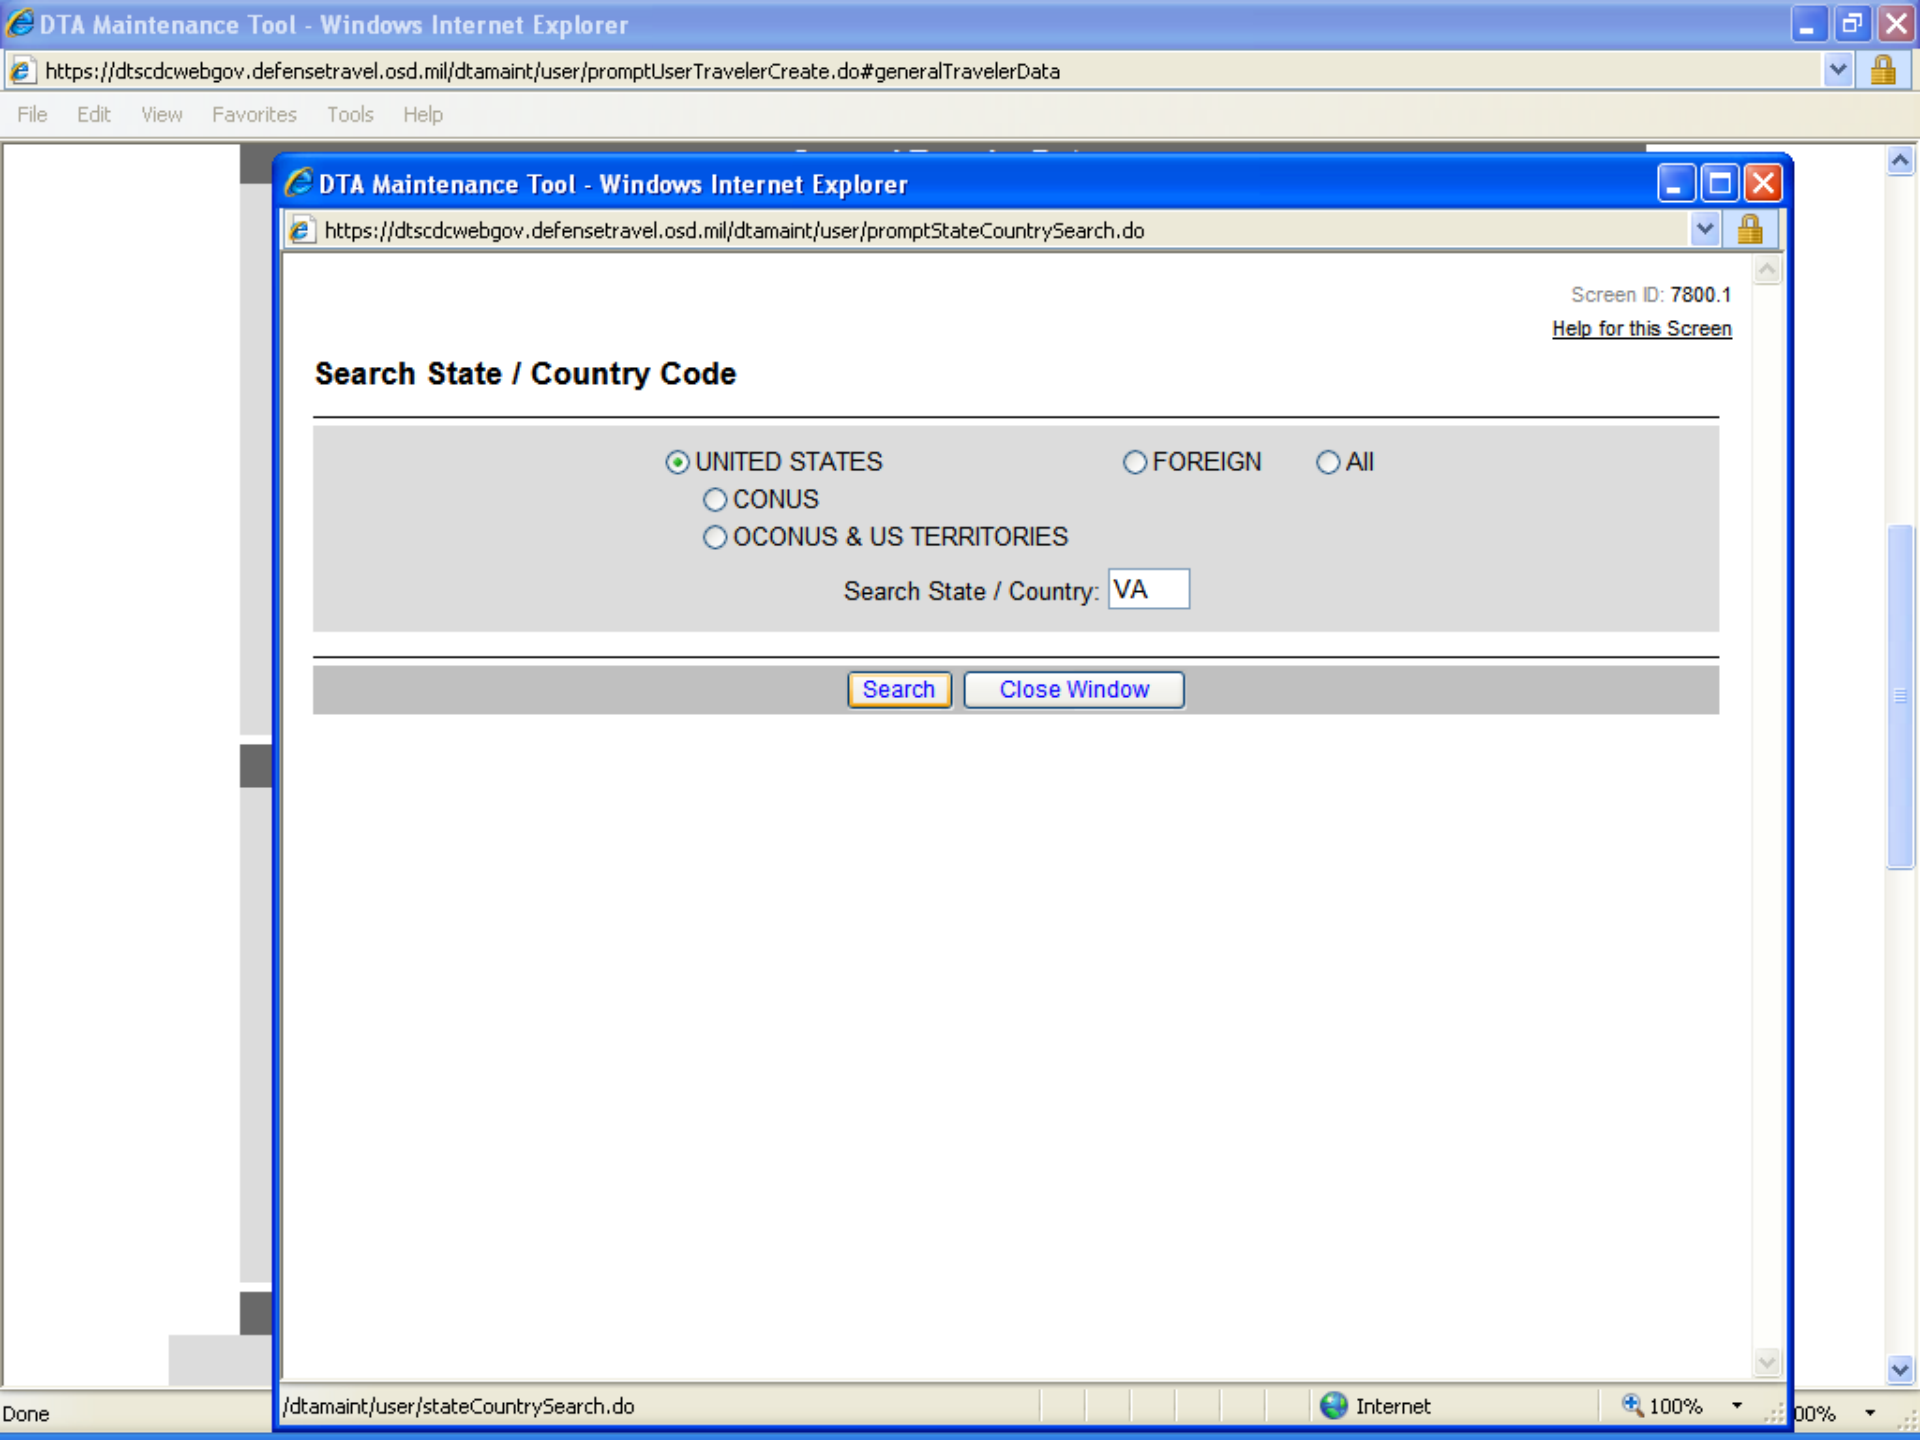 DTA Maintenance Tool - Windows Internet Explorer
https://dtscdcwebgov.defensetravel.osd.mil/dtamaint/user/promptUserTravelerCreate.do#generalTravelerData
File Edit View Favorites Tools Help
DTA Maintenance Tool - Windows Internet Explorer
https://dtscdcwebgov.defensetravel.osd.mil/dtamaint/user/promptStateCountrySearch.do
Screen ID: 7800.1
Help for this Screen
Search State / Country Code
UNITED STATES FOREIGN All
CONUS
OCONUS & US TERRITORIES
Search State / Country: VA
Search Close Window
/dtamaint/user/stateCountrySearch.do Internet 100%
Done 00%